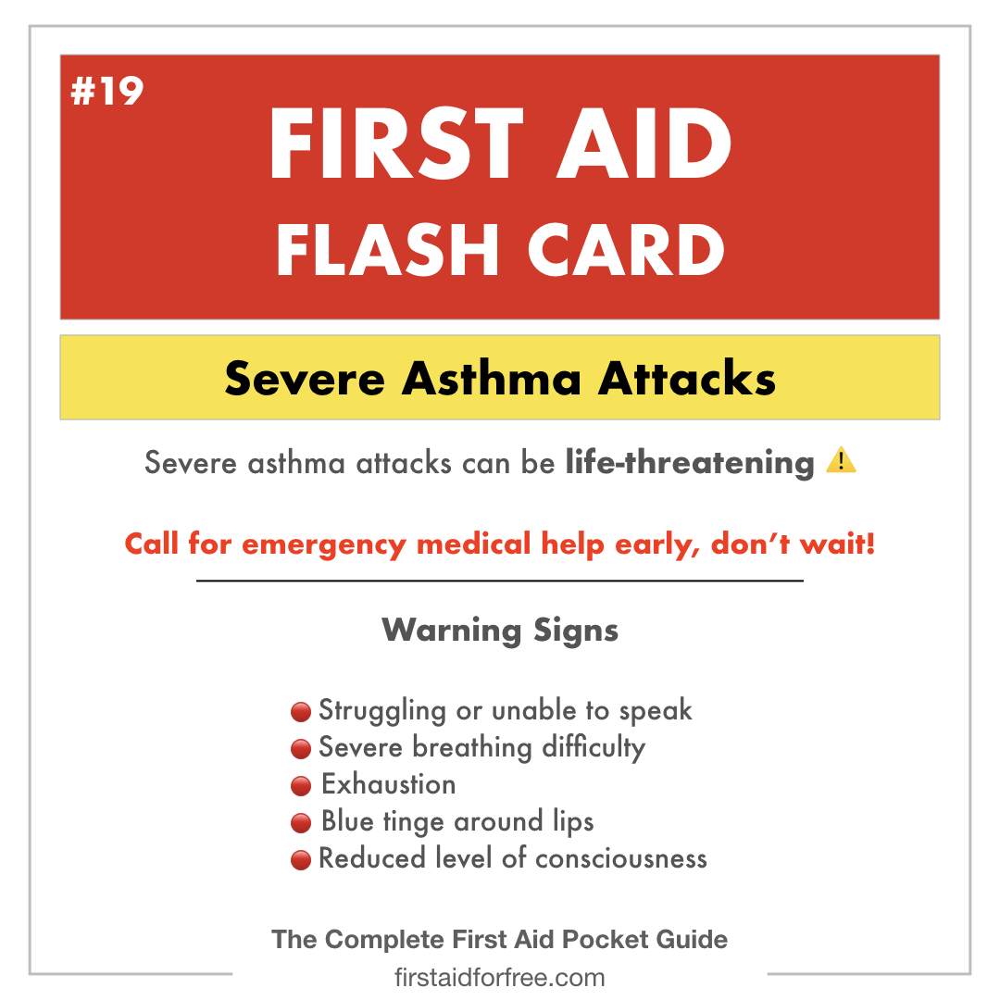 #19
FIRST AID
FLASH CARD
Severe Asthma Attacks
Severe asthma attacks can be life-threatening ⚠️
Call for emergency medical help early, don’t wait!
Warning Signs
Struggling or unable to speak
Severe breathing difficulty
Exhaustion
Blue tinge around lips
Reduced level of consciousness
The Complete First Aid Pocket Guide
firstaidforfree.com